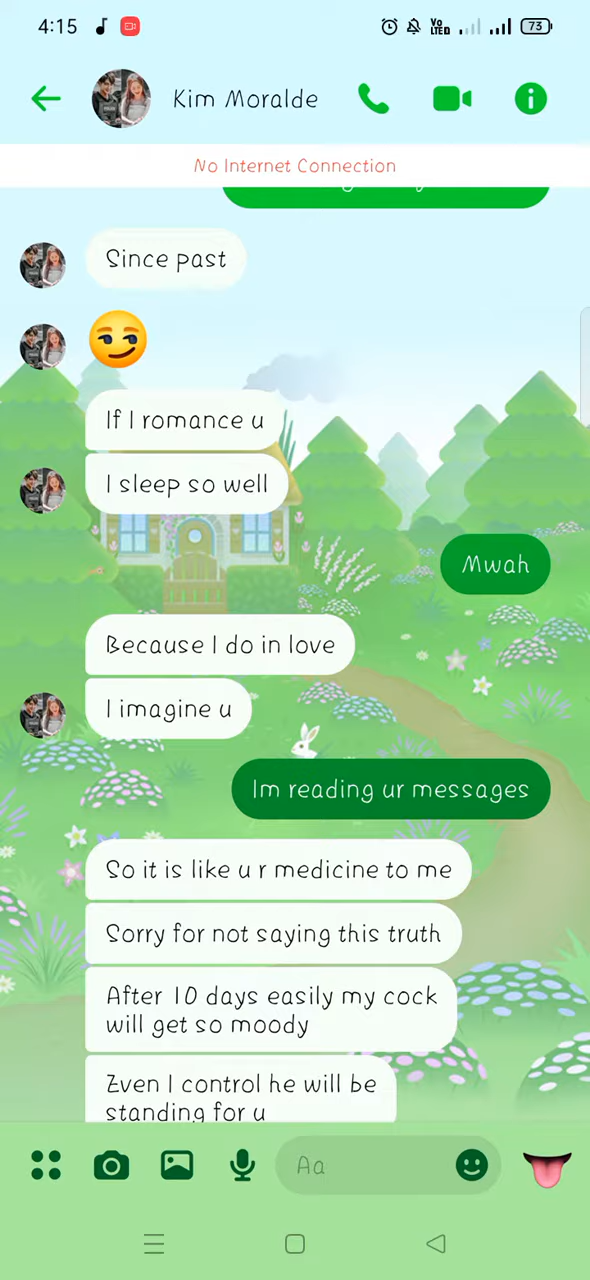 4:15
VoLTED
73
Kim Moralde
No Internet Connection
Since past
If I romance u
I sleep so well
Mwah
Because I do in love
I imagine u
Im reading ur messages
So it is like u r medicine to me
Sorry for not saying this truth
After 10 days easily my cock
will get so moody
Even I control he will be
standing for u
Aa